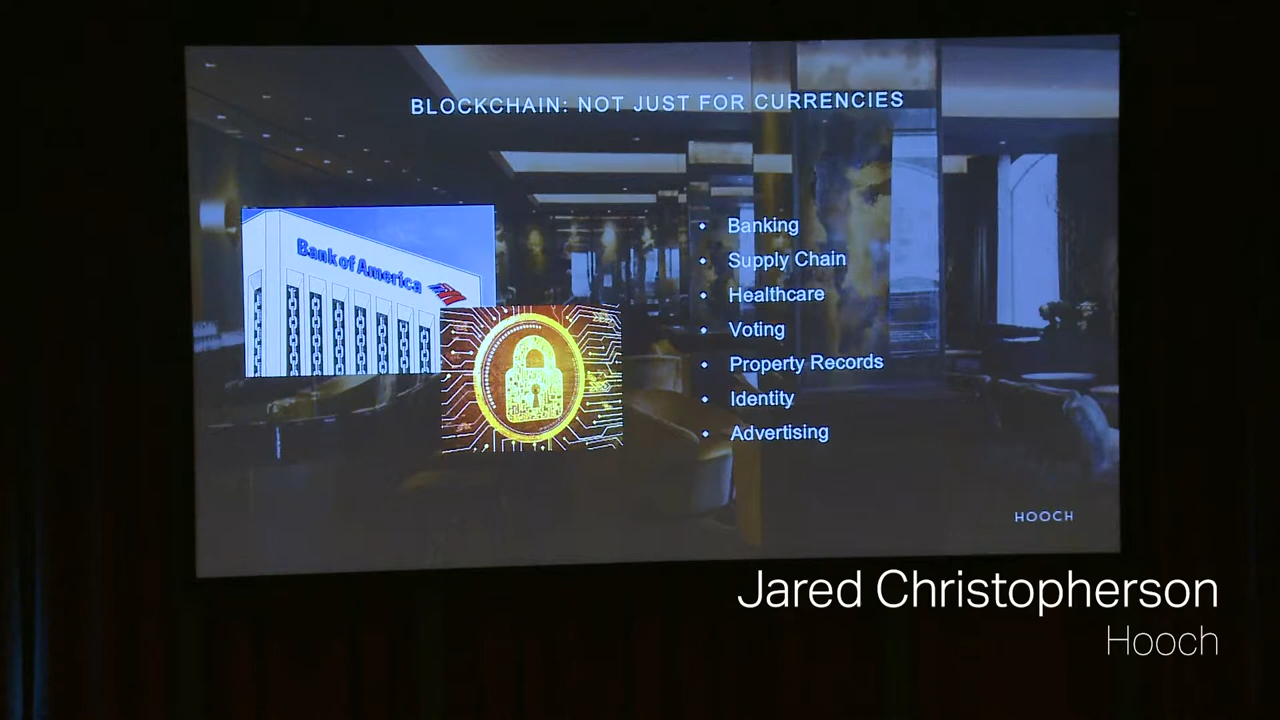 BLOCKCHAIN: NOT JUST FOR CURRENCIES
Bank of America
• Banking
• Supply Chain
• Healthcare
• Voting
• Property Records
• Identity
• Advertising
HOOCH
Jared Christopherson
Hooch